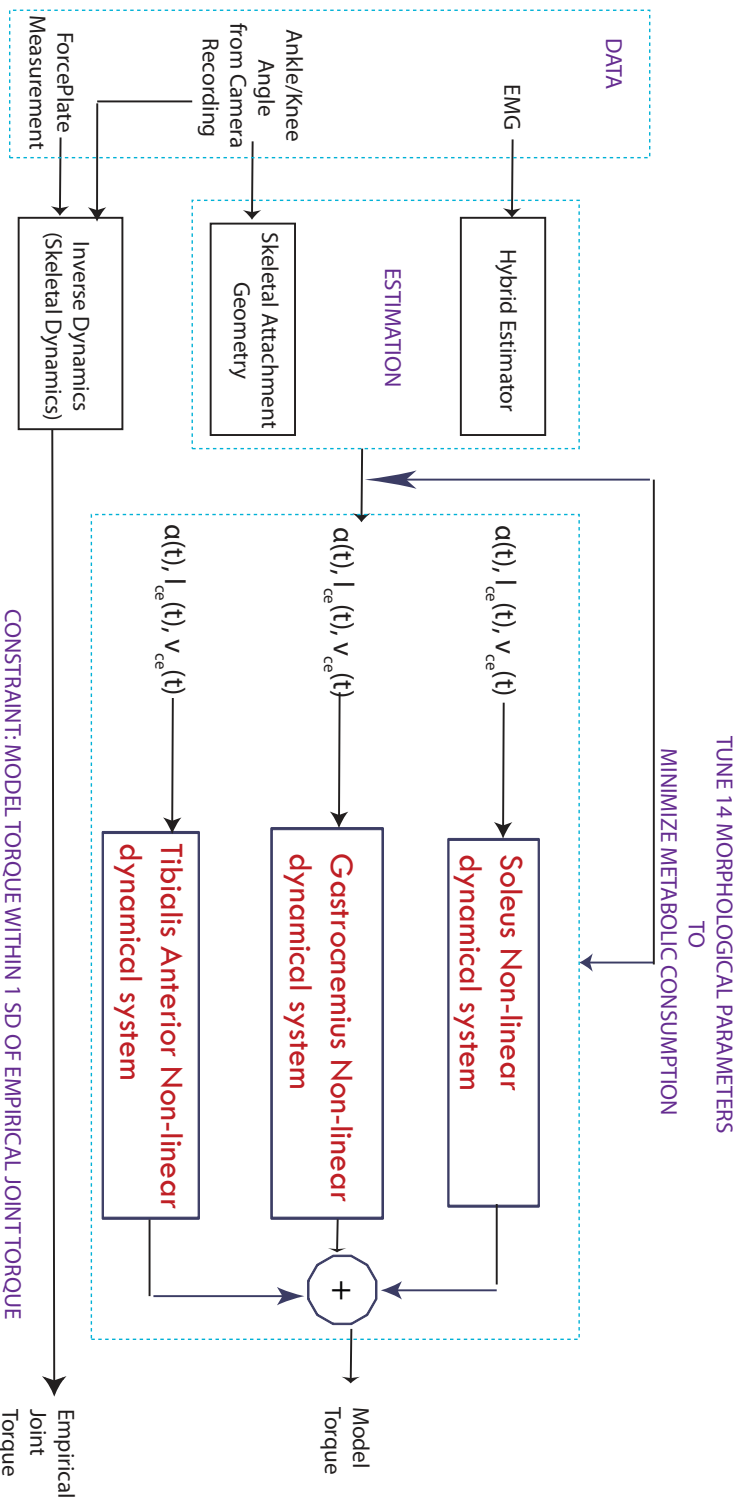 TUNE 14 MORPHOLOGICAL PARAMETERS
TO
MINIMIZE METABOLIC CONSUMPTION
DATA
EMG
Ankle/Knee
Angle
from Camera
Recording
ForcePlate
Measurement
ESTIMATION
Hybrid Estimator
Skeletal Attachment
Geometry
Inverse Dynamics
(Skeletal Dynamics)
α(t), l_ce(t), v_ce(t)
α(t), l_ce(t), v_ce(t)
α(t), l_ce(t), v_ce(t)
Soleus Non-linear
dynamical system
Gastrocnemius Non-linear
dynamical system
Tibialis Anterior Non-linear
dynamical system
+
Model
Torque
Empirical
Joint
Torque
CONSTRAINT: MODEL TORQUE WITHIN 1 SD OF EMPIRICAL JOINT TORQUE